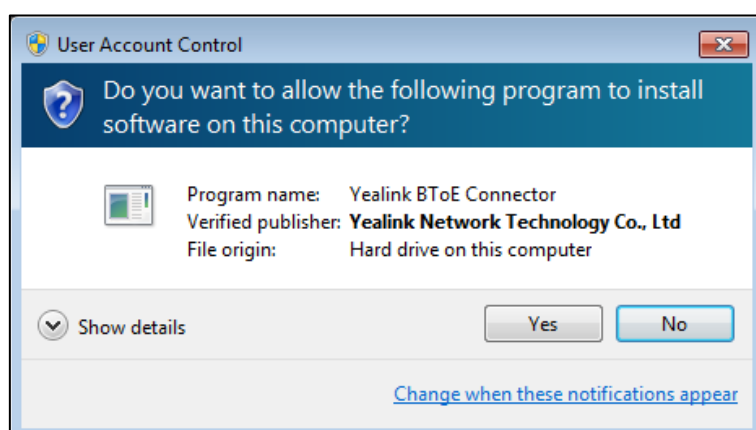 User Account Control
Do you want to allow the following program to install
software on this computer?
Program name: Yealink BToE Connector
Verified publisher: Yealink Network Technology Co., Ltd
File origin: Hard drive on this computer
Show details
Yes
No
Change when these notifications appear